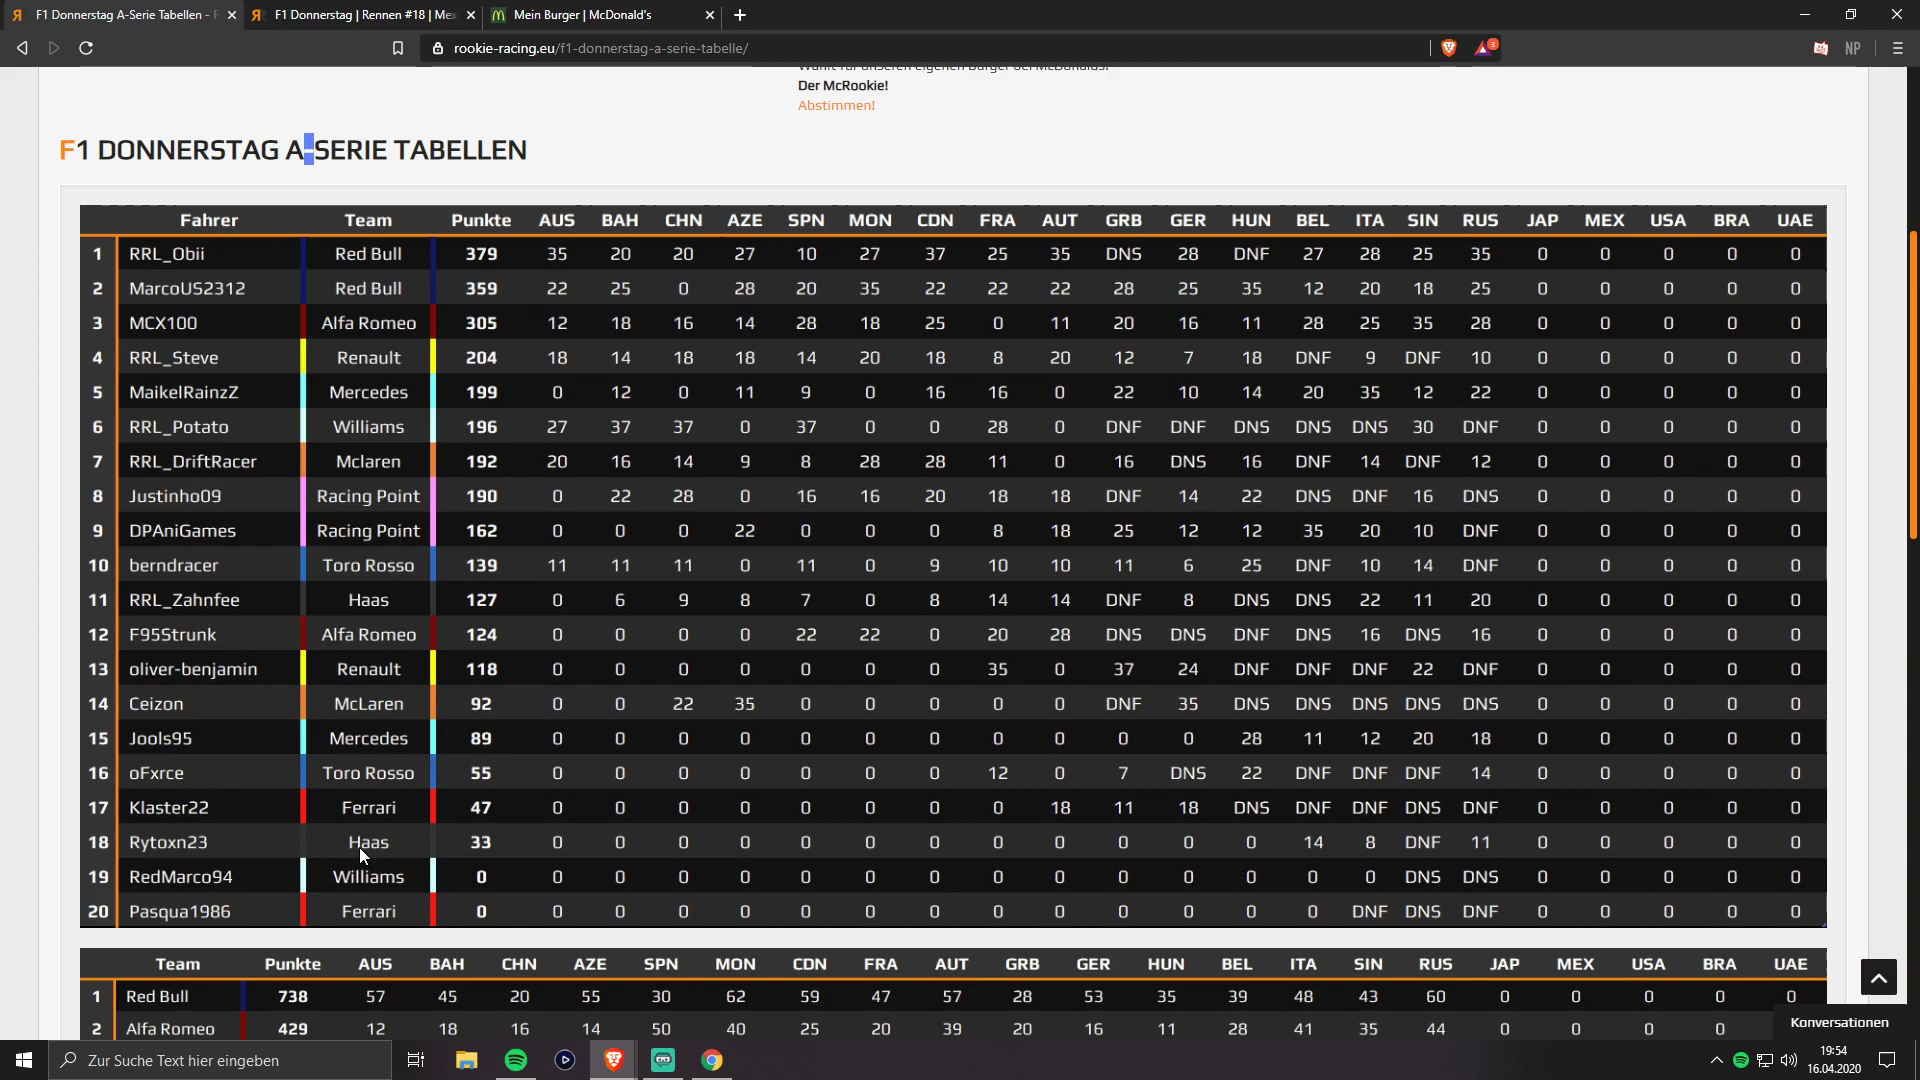 F1 Donnerstag A-Serie Tabellen -
F1 Donnerstag | Rennen #18 | Mex
Mein Burger | McDonald's
rookie-racing.eu/f1-donnerstag-a-serie-tabelle/
3
NP
Der McRookie!
Abstimmen!
F1 DONNERSTAG A-SERIE TABELLEN
Fahrer Team Punkte AUS BAH CHN AZE SPN MON CDN FRA AUT GRB GER HUN BEL ITA SIN RUS JAP MEX USA BRA UAE
1 RRL_Obii Red Bull 379 35 20 20 27 10 27 37 25 35 DNS 28 DNF 27 28 25 35 0 0 0 0 0
2 MarcoUS2312 Red Bull 359 22 25 0 28 20 35 22 22 22 28 25 35 12 20 18 25 0 0 0 0 0
3 MCX100 Alfa Romeo 305 12 18 16 14 28 18 25 0 11 20 16 11 28 25 35 28 0 0 0 0 0
4 RRL_Steve Renault 204 18 14 18 18 14 20 18 8 20 12 7 18 DNF 9 DNF 10 0 0 0 0 0
5 MaikelRainzZ Mercedes 199 0 12 0 11 9 0 16 16 0 22 10 14 20 35 12 22 0 0 0 0 0
6 RRL_Potato Williams 196 27 37 37 0 37 0 0 28 0 DNF DNF DNS DNS DNS 30 DNF 0 0 0 0 0
7 RRL_DriftRacer Mclaren 192 20 16 14 9 8 28 28 11 0 16 DNS 16 DNF 14 DNF 12 0 0 0 0 0
8 Justinho09 Racing Point 190 0 22 28 0 16 16 20 18 18 DNF 14 22 DNS DNF 16 DNS 0 0 0 0 0
9 DPAniGames Racing Point 162 0 0 0 22 0 0 0 8 18 25 12 12 35 20 10 DNF 0 0 0 0 0
10 berndracer Toro Rosso 139 11 11 11 0 11 0 9 10 10 11 6 25 DNF 10 14 DNF 0 0 0 0 0
11 RRL_Zahnfee Haas 127 0 6 9 8 7 0 8 14 14 DNF 8 DNS DNS 22 11 20 0 0 0 0 0
12 F95Strunk Alfa Romeo 124 0 0 0 0 22 22 0 20 28 DNS DNS DNF DNS 16 DNS 16 0 0 0 0 0
13 oliver-benjamin Renault 118 0 0 0 0 0 0 0 35 0 37 24 DNF DNF DNF 22 DNF 0 0 0 0 0
14 Ceizon McLaren 92 0 0 22 35 0 0 0 0 0 DNF 35 DNS DNS DNS DNS DNS 0 0 0 0 0
15 Jools95 Mercedes 89 0 0 0 0 0 0 0 0 0 0 0 28 11 12 20 18 0 0 0 0 0
16 oFxrce Toro Rosso 55 0 0 0 0 0 0 0 12 0 7 DNS 22 DNF DNF DNF 14 0 0 0 0 0
17 Klaster22 Ferrari 47 0 0 0 0 0 0 0 0 18 11 18 DNS DNF DNF DNS DNF 0 0 0 0 0
18 Rytoxn23 Haas 33 0 0 0 0 0 0 0 0 0 0 0 0 14 8 DNF 11 0 0 0 0 0
19 RedMarco94 Williams 0 0 0 0 0 0 0 0 0 0 0 0 0 0 0 DNS DNS 0 0 0 0 0
20 Pasqua1986 Ferrari 0 0 0 0 0 0 0 0 0 0 0 0 0 0 DNF DNS DNF 0 0 0 0 0
Team Punkte AUS BAH CHN AZE SPN MON CDN FRA AUT GRB GER HUN BEL ITA SIN RUS JAP MEX USA BRA UAE
1 Red Bull 738 57 45 20 55 30 62 59 47 57 28 53 35 39 48 43 60 0 0 0 0 0
2 Alfa Romeo 429 12 18 16 14 50 40 25 20 39 20 16 11 28 41 35 44 0 0 0 0
Konversationen
Zur Suche Text hier eingeben
19:54
16.04.2020